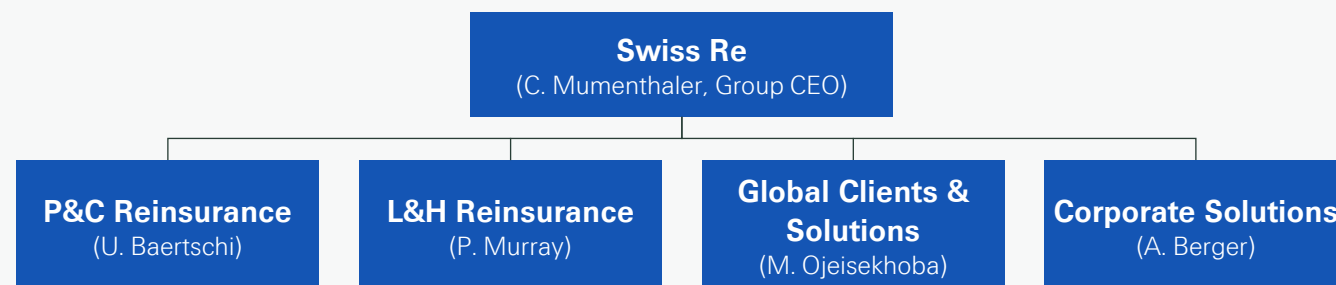 Swiss Re
(C. Mumenthaler, Group CEO)
P&C Reinsurance
(U. Baertschi)
L&H Reinsurance
(P. Murray)
Global Clients &
Solutions
(M. Ojeisekhoba)
Corporate Solutions
(A. Berger)